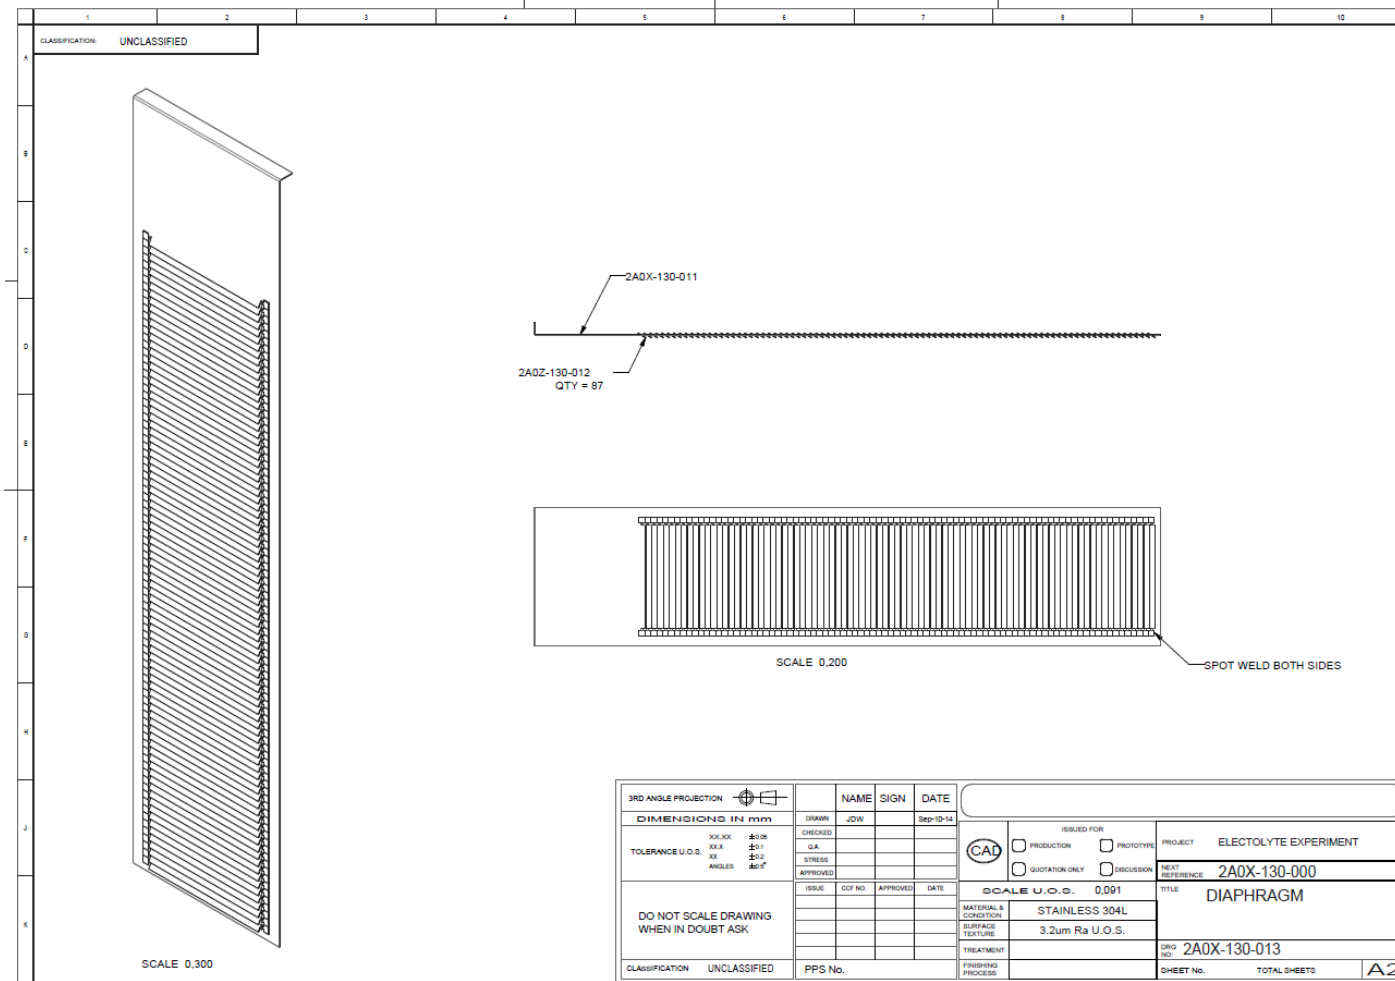 1 2 3 4 5 6 7 8 9 10
CLASSIFICATION: UNCLASSIFIED
A
B
C
D
E
F
G
H
J
K
2A0X-130-011
2A0Z-130-012
QTY = 87
SCALE 0,200
SPOT WELD BOTH SIDES
SCALE 0,300
3RD ANGLE PROJECTION
DIMENSIONS IN mm
TOLERANCE U.O.S.
XX.XX ±0.05
XX.X ±0.1
XX ±0.2
ANGLES ±0.5°
DO NOT SCALE DRAWING
WHEN IN DOUBT ASK
CLASSIFICATION UNCLASSIFIED
NAME SIGN DATE
DRAWN JDW Sep-10-14
CHECKED
Q.A.
STRESS
APPROVED
ISSUE CCF NO. APPROVED DATE
PPS No.
CAD
ISSUED FOR
PRODUCTION PROTOTYPE
QUOTATION ONLY DISCUSSION
SCALE U.O.S. 0,091
MATERIAL &
CONDITION
STAINLESS 304L
SURFACE
TEXTURE
3.2um Ra U.O.S.
TREATMENT
FINISHING
PROCESS
PROJECT ELECTOLYTE EXPERIMENT
NEXT
REFERENCE
2A0X-130-000
TITLE DIAPHRAGM
DRG
NO.
2A0X-130-013
SHEET No. TOTAL SHEETS A2